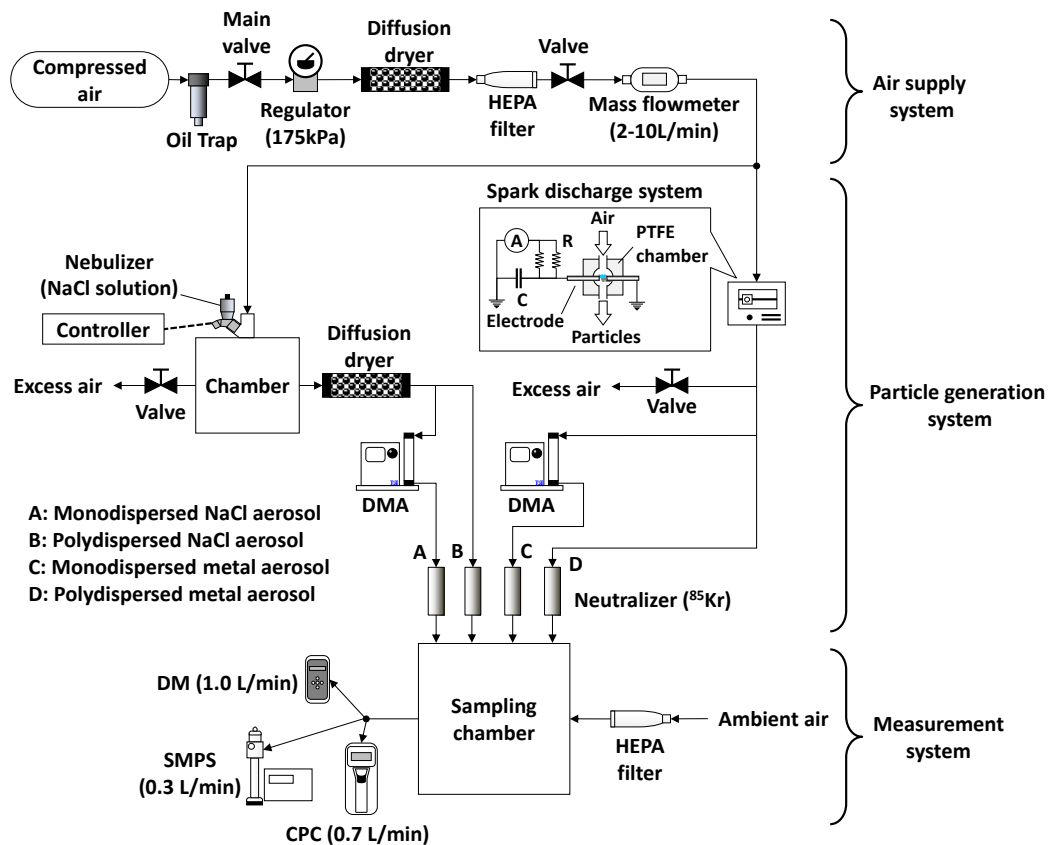 Compressed
air
Oil Trap
Main
valve
Regulator
(175kPa)
Diffusion
dryer
HEPA
filter
Valve
Mass flowmeter
(2-10L/min)
Air supply
system
Spark discharge system
Air
A
R
PTFE
chamber
C
Electrode
Particles
Nebulizer
(NaCl solution)
Controller
Chamber
Excess air
Valve
Diffusion
dryer
Excess air
Valve
Particle generation
system
DMA
DMA
A: Monodispersed NaCl aerosol
B: Polydispersed NaCl aerosol
C: Monodispersed metal aerosol
D: Polydispersed metal aerosol
A
B
C
D
Neutralizer (⁸⁵Kr)
DM (1.0 L/min)
SMPS
(0.3 L/min)
CPC (0.7 L/min)
Sampling
chamber
HEPA
filter
Ambient air
Measurement
system